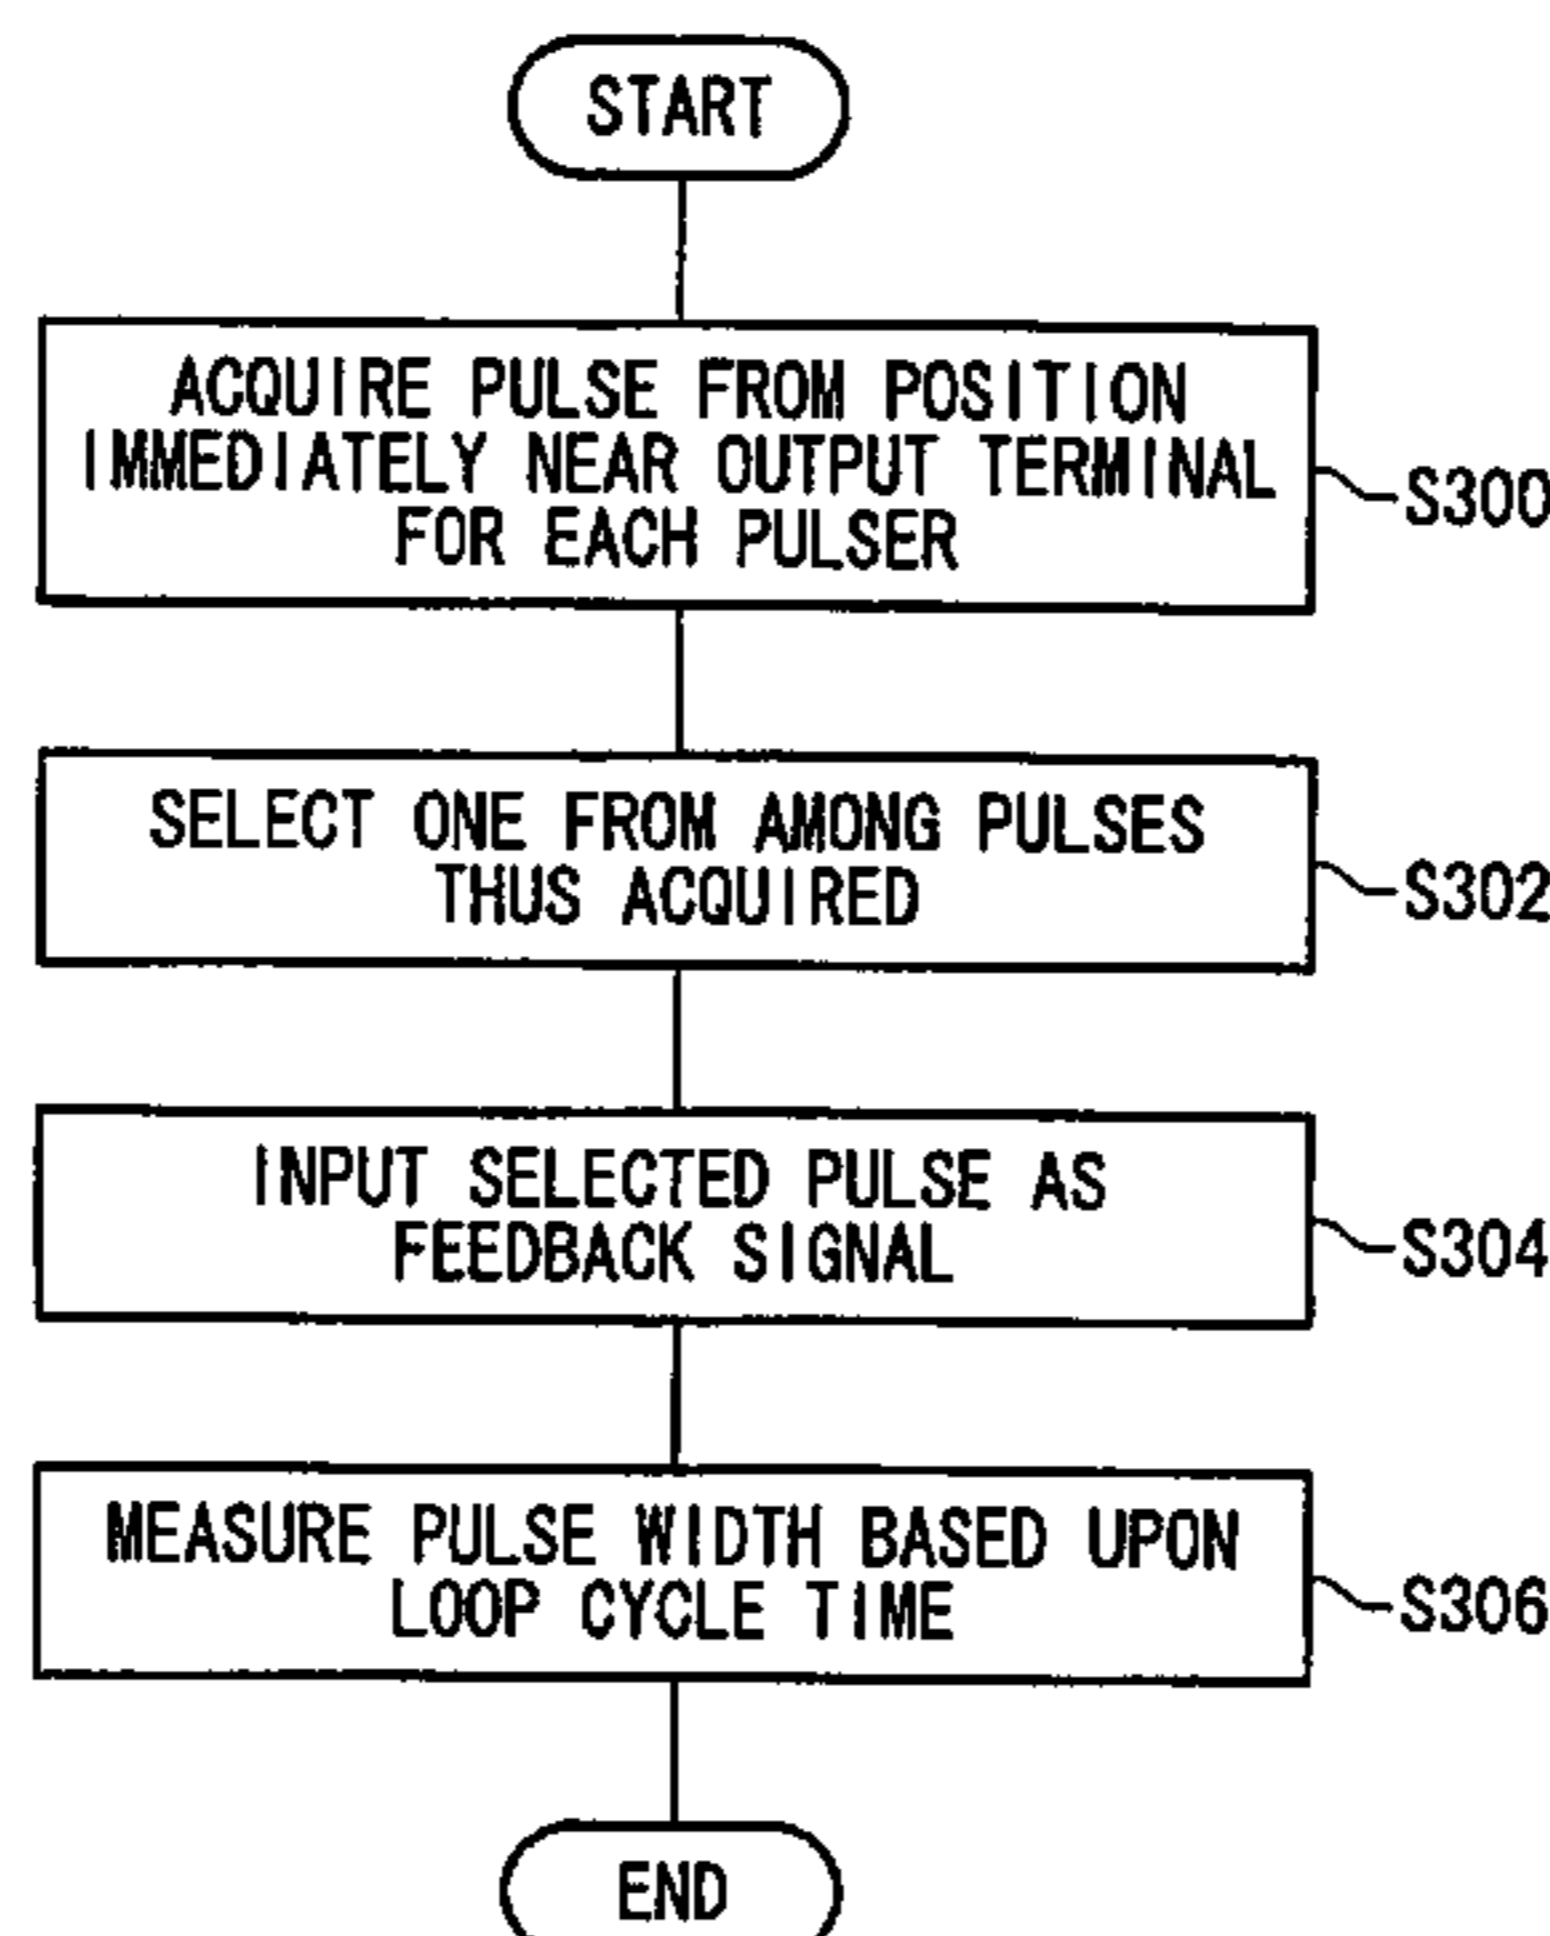 START
ACQUIRE PULSE FROM POSITION
IMMEDIATELY NEAR OUTPUT TERMINAL
FOR EACH PULSER
S300
SELECT ONE FROM AMONG PULSES
THUS ACQUIRED
S302
INPUT SELECTED PULSE AS
FEEDBACK SIGNAL
S304
MEASURE PULSE WIDTH BASED UPON
LOOP CYCLE TIME
S306
END